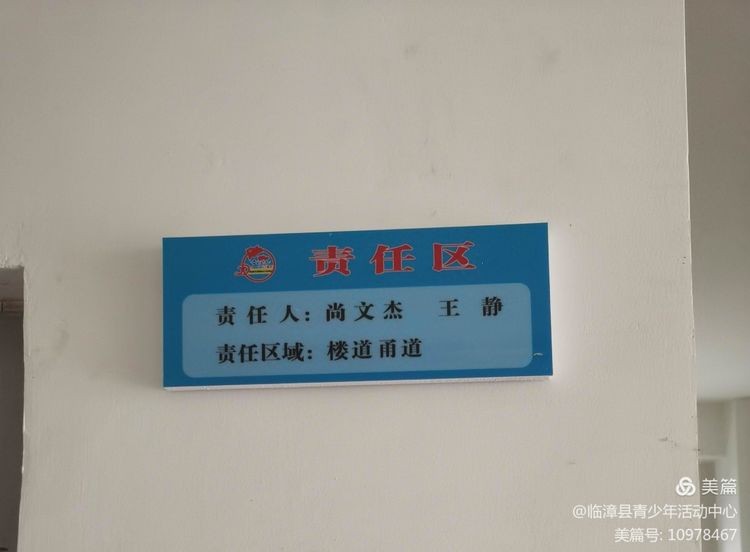 责任区
责任人：尚文杰 王静
责任区域：楼道甬道
美篇
@临漳县青少年活动中心
美篇号: 10978467